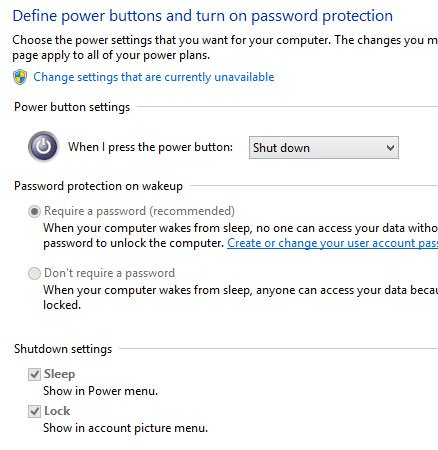 Define power buttons and turn on password protection
Choose the power settings that you want for your computer. The changes you m
page apply to all of your power plans.
Change settings that are currently unavailable
Power button settings
When I press the power button: Shut down
Password protection on wakeup
Require a password (recommended)
When your computer wakes from sleep, no one can access your data witho
password to unlock the computer. Create or change your user account pas
Don't require a password
When your computer wakes from sleep, anyone can access your data beca
locked.
Shutdown settings
Sleep
Show in Power menu.
Lock
Show in account picture menu.